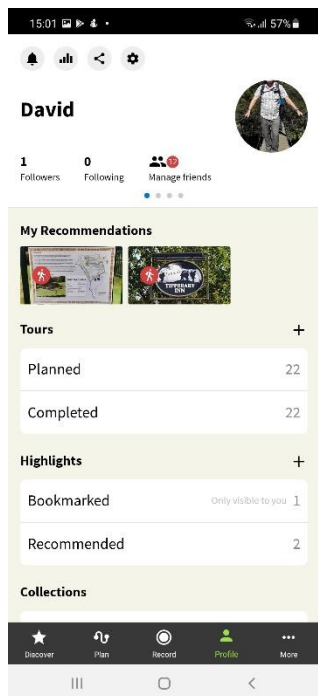 15:01 57%
David
1 0 12
Followers Following Manage friends
My Recommendations
TIPPERARY
INN
Tours +
Planned 22
Completed 22
Highlights +
Bookmarked Only visible to you 1
Recommended 2
Collections
Discover Plan Record Profile More